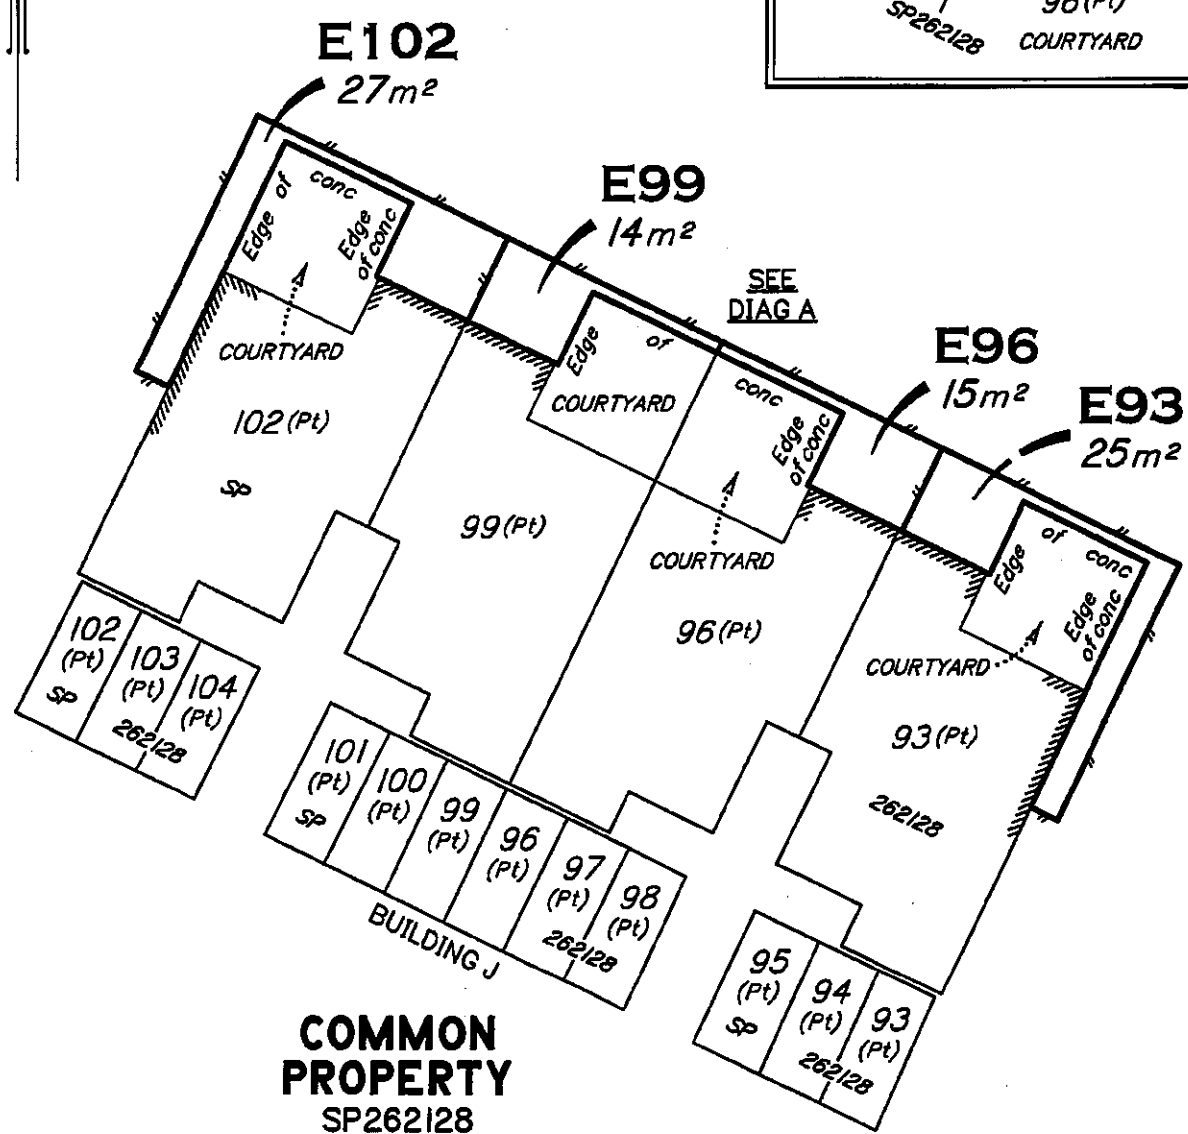 SP262128
96(Pt)
COURTYARD
E102
27m²
E99
14m²
SEE
DIAG A
E96
15m²
E93
25m²
Edge of conc
Edge
of conc
COURTYARD
Edge of conc
COURTYARD
Edge
of conc
COURTYARD
Edge of conc
Edge
of conc
COURTYARD
102(Pt)
SP
99(Pt)
96(Pt)
93(Pt)
262128
102
(Pt)
SP
103
(Pt)
104
(Pt)
262128
101
(Pt)
SP
100
(Pt)
99
(Pt)
96
(Pt)
97
(Pt)
98
(Pt)
262128
BUILDING J
95
(Pt)
SP
94
(Pt)
93
(Pt)
262128
COMMON
PROPERTY
SP262128